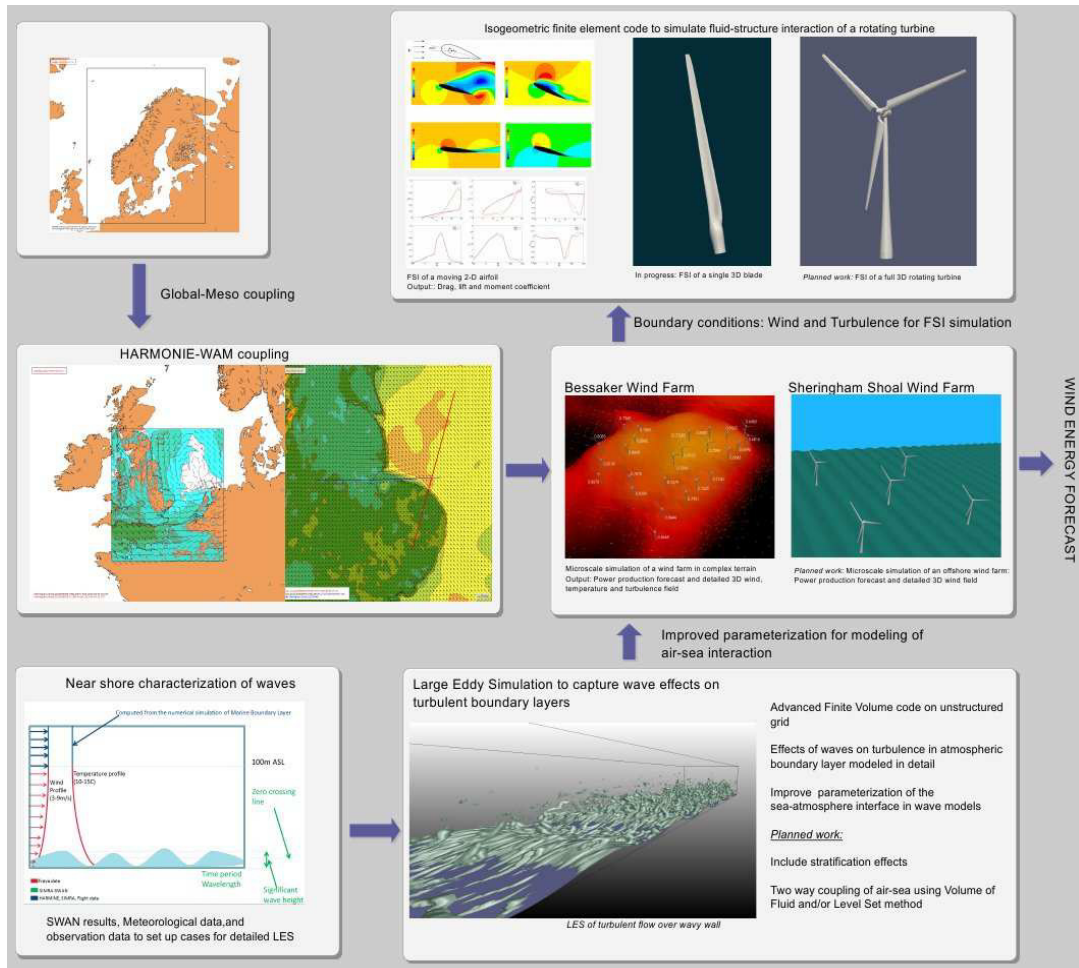 Isogeometric finite element code to simulate fluid-structure interaction of a rotating turbine
FSI of a moving 2-D airfoil
Output:: Drag, lift and moment coefficient
In progress: FSI of a single 3D blade
Planned work: FSI of a full 3D rotating turbine
Global-Meso coupling
Boundary conditions: Wind and Turbulence for FSI simulation
HARMONIE-WAM coupling
7
Bessaker Wind Farm
Microscale simulation of a wind farm in complex terrain
Output: Power production forecast and detailed 3D wind,
temperature and turbulence field
Sheringham Shoal Wind Farm
Planned work: Microscale simulation of an offshore wind farm:
Power production forecast and detailed 3D wind field
WIND ENERGY FORECAST
Improved parameterization for modeling of
air-sea interaction
Near shore characterization of waves
Computed from the numerical simulation of Marine Boundary Layer
100m ASL
Wind
Profile
(2-9m/s)
Temperature profile
(10-15C)
Zero crossing
line
Time period
Wavelength
Significant
wave height
SWAN results, Meteorological data,and
observation data to set up cases for detailed LES
Large Eddy Simulation to capture wave effects on
turbulent boundary layers
LES of turbulent flow over wavy wall
Advanced Finite Volume code on unstructured
grid
Effects of waves on turbulence in atmospheric
boundary layer modeled in detail
Improve parameterization of the
sea-atmosphere interface in wave models
Planned work:
Include stratification effects
Two way coupling of air-sea using Volume of
Fluid and/or Level Set method